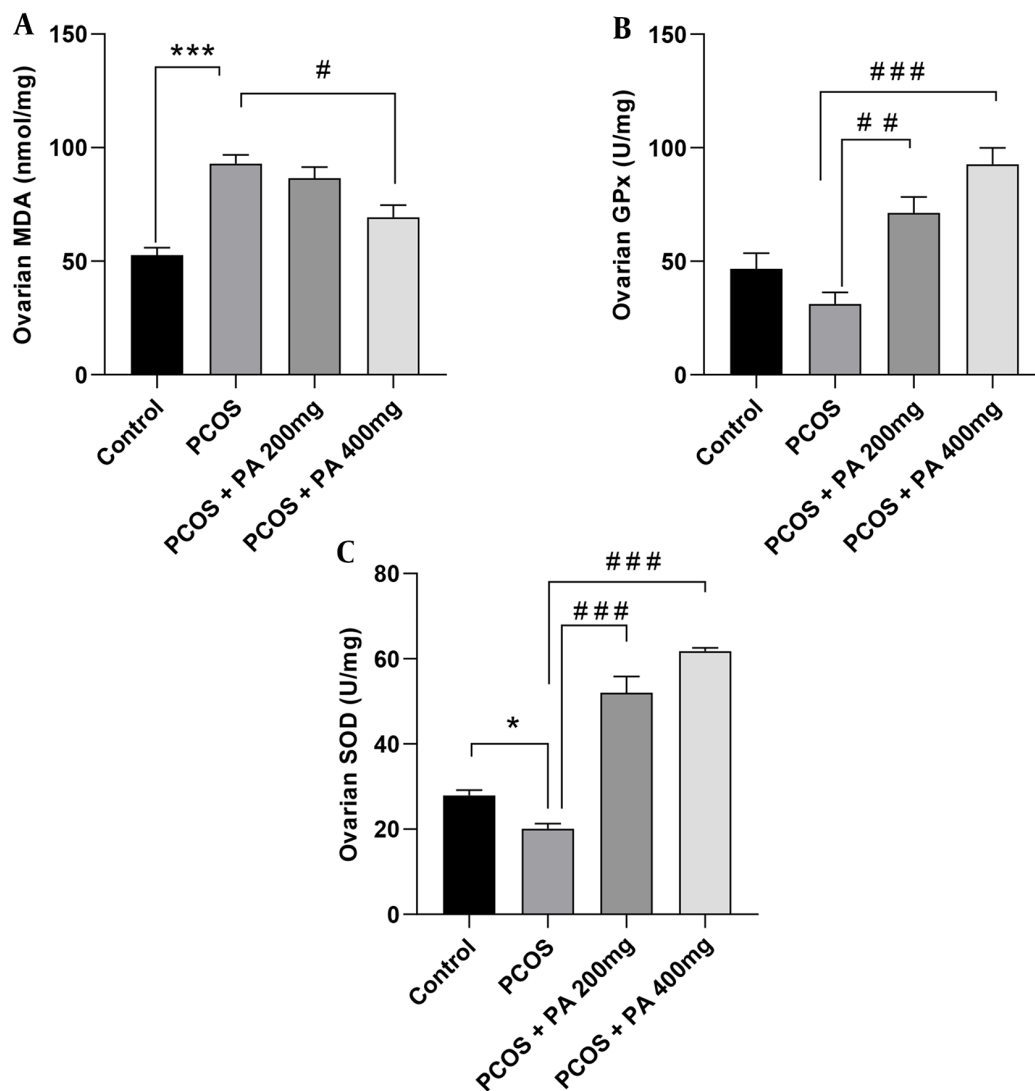 A
Ovarian MDA (nmol/mg)
150
100
50
0
***
#
Control
PCOS
PCOS + PA 200mg
PCOS + PA 400mg
B
Ovarian GPx (U/mg)
150
100
50
0
###
# #
Control
PCOS
PCOS + PA 200mg
PCOS + PA 400mg
C
Ovarian SOD (U/mg)
80
60
40
20
0
*
###
###
Control
PCOS
PCOS + PA 200mg
PCOS + PA 400mg